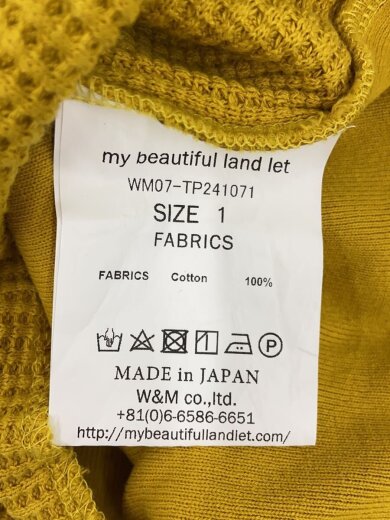 my beautiful land let
WM07-TP241071
SIZE 1
FABRICS
FABRICS Cotton 100%
MADE in JAPAN
W&M co.,ltd.
+81(0)6-6586-6651
http://mybeautifullandlet.com/